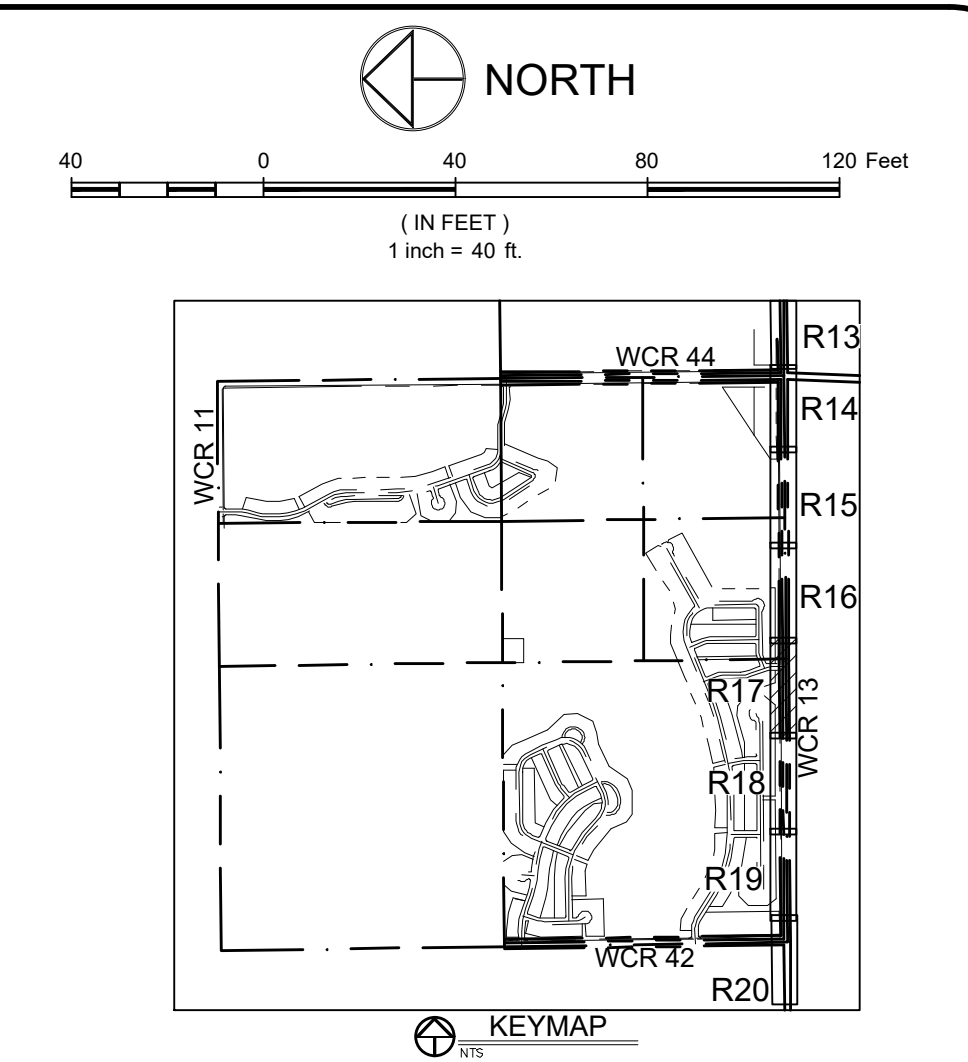 NORTH
40 0 40 80 120 Feet
( IN FEET )
1 inch = 40 ft.
R13
WCR 44
R14
WCR 11
R15
R16
R17
WCR 13
R18
R19
WCR 42
R20
KEYMAP
NTS